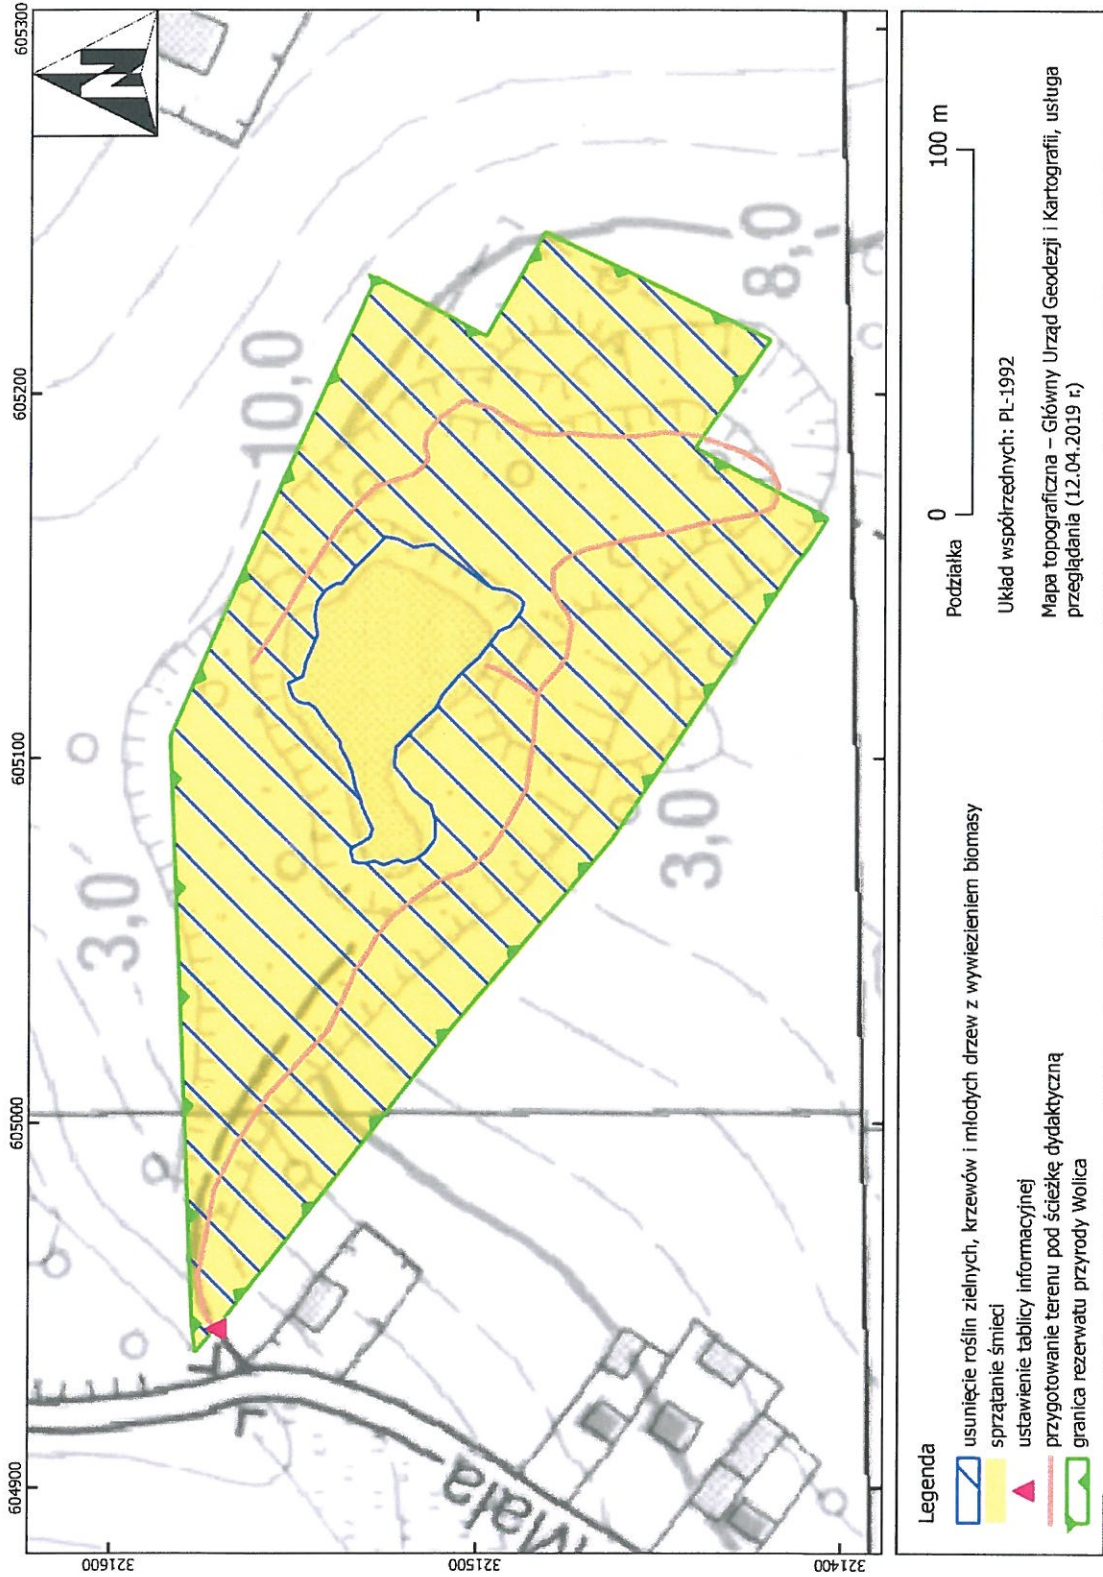 604900
605000
605100
605200
605300
321600
321500
321400
N
3,0
10,0
3,0
8,0
Mała
Legenda
usunięcie roślin zielnych, krzewów i młodych drzew z wywiezieniem biomasy
sprzątanie śmieci
ustawienie tablicy informacyjnej
przygotowanie terenu pod ścieżkę dydaktyczną
granica rezerwatu przyrody Wolica
Podziałka
0
100 m
Układ współrzędnych: PL-1992
Mapa topograficzna – Główny Urząd Geodezji i Kartografii, usługa
przeglądania (12.04.2019 r.)